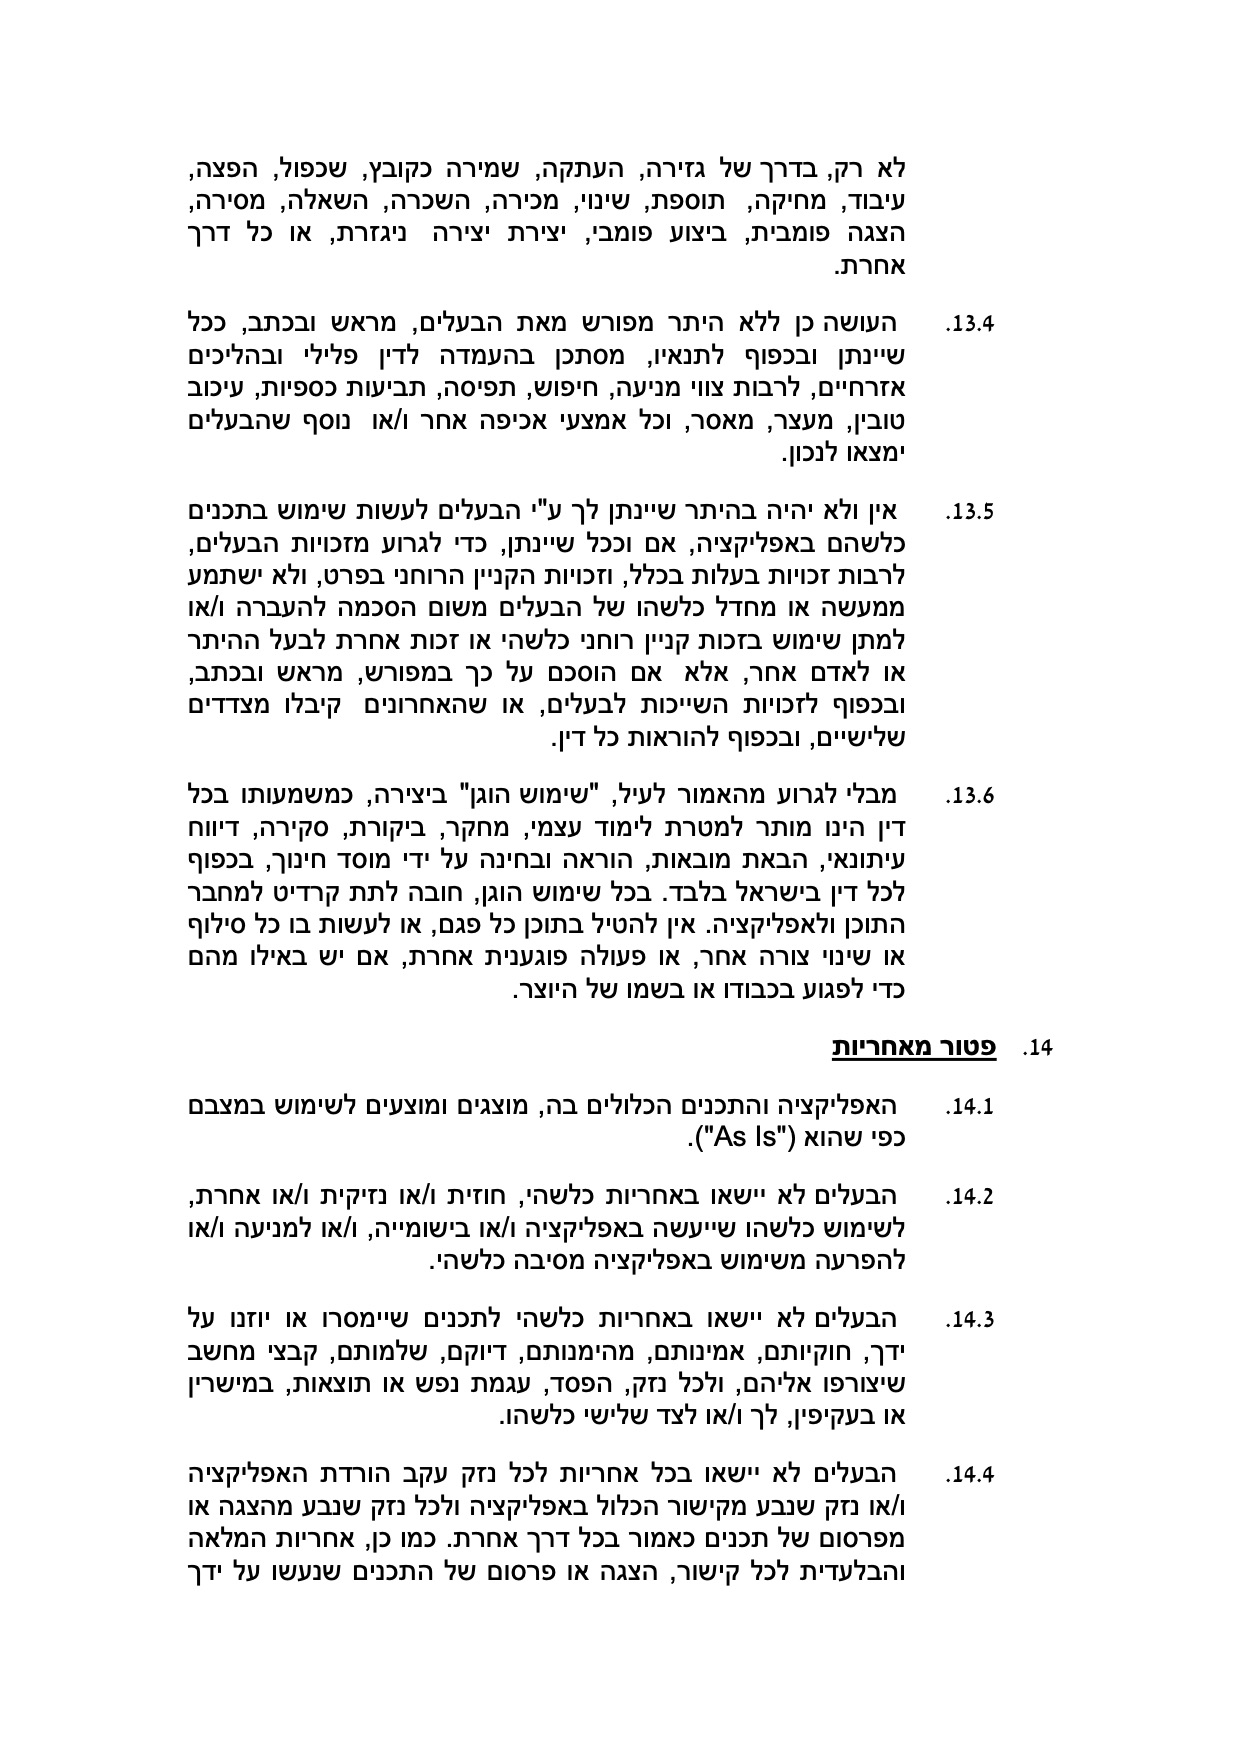 לא רק, בדרך של גזירה, העתקה, שמירה כקובץ, שכפול, הפצה,
עיבוד, מחיקה, תוספת, שינוי, מכירה, השכרה, השאלה, מסירה,
הצגה פומבית, ביצוע פומבי, יצירת יצירה ניגזרת, או כל דרך
אחרת.
13.4. העושה כן ללא היתר מפורש מאת הבעלים, מראש ובכתב, ככל
שיינתן ובכפוף לתנאיו, מסתכן בהעמדה לדין פלילי ובהליכים
אזרחיים, לרבות צווי מניעה, חיפוש, תפיסה, תביעות כספיות, עיכוב
טובין, מעצר, מאסר, וכל אמצעי אכיפה אחר ו/או נוסף שהבעלים
ימצאו לנכון.
13.5. אין ולא יהיה בהיתר שיינתן לך ע"י הבעלים לעשות שימוש בתכנים
כלשהם באפליקציה, אם וככל שיינתן, כדי לגרוע מזכויות הבעלים,
לרבות זכויות בעלות בכלל, וזכויות הקניין הרוחני בפרט, ולא ישתמע
ממעשה או מחדל כלשהו של הבעלים משום הסכמה להעברה ו/או
למתן שימוש בזכות קניין רוחני כלשהי או זכות אחרת לבעל ההיתר
או לאדם אחר, אלא אם הוסכם על כך במפורש, מראש ובכתב,
ובכפוף לזכויות השייכות לבעלים, או שהאחרונים קיבלו מצדדים
שלישיים, ובכפוף להוראות כל דין.
13.6. מבלי לגרוע מהאמור לעיל, "שימוש הוגן" ביצירה, כמשמעותו בכל
דין הינו מותר למטרת לימוד עצמי, מחקר, ביקורת, סקירה, דיווח
עיתונאי, הבאת מובאות, הוראה ובחינה על ידי מוסד חינוך, בכפוף
לכל דין בישראל בלבד. בכל שימוש הוגן, חובה לתת קרדיט למחבר
התוכן ולאפליקציה. אין להטיל בתוכן כל פגם, או לעשות בו כל סילוף
או שינוי צורה אחר, או פעולה פוגענית אחרת, אם יש באילו מהם
כדי לפגוע בכבודו או בשמו של היוצר.
14. פטור מאחריות
14.1. האפליקציה והתכנים הכלולים בה, מוצגים ומוצעים לשימוש במצבם
כפי שהוא ("As Is").
14.2. הבעלים לא יישאו באחריות כלשהי, חוזית ו/או נזיקית ו/או אחרת,
לשימוש כלשהו שייעשה באפליקציה ו/או בישומייה, ו/או למניעה ו/או
להפרעה משימוש באפליקציה מסיבה כלשהי.
14.3. הבעלים לא יישאו באחריות כלשהי לתכנים שיימסרו או יוזנו על
ידך, חוקיותם, אמינותם, מהימנותם, דיוקם, שלמותם, קבצי מחשב
שיצורפו אליהם, ולכל נזק, הפסד, עגמת נפש או תוצאות, במישרין
או בעקיפין, לך ו/או לצד שלישי כלשהו.
14.4. הבעלים לא יישאו בכל אחריות לכל נזק עקב הורדת האפליקציה
ו/או נזק שנבע מקישור הכלול באפליקציה ולכל נזק שנבע מהצגה או
מפרסום של תכנים כאמור בכל דרך אחרת. כמו כן, אחריות המלאה
והבלעדית לכל קישור, הצגה או פרסום של התכנים שנעשו על ידך